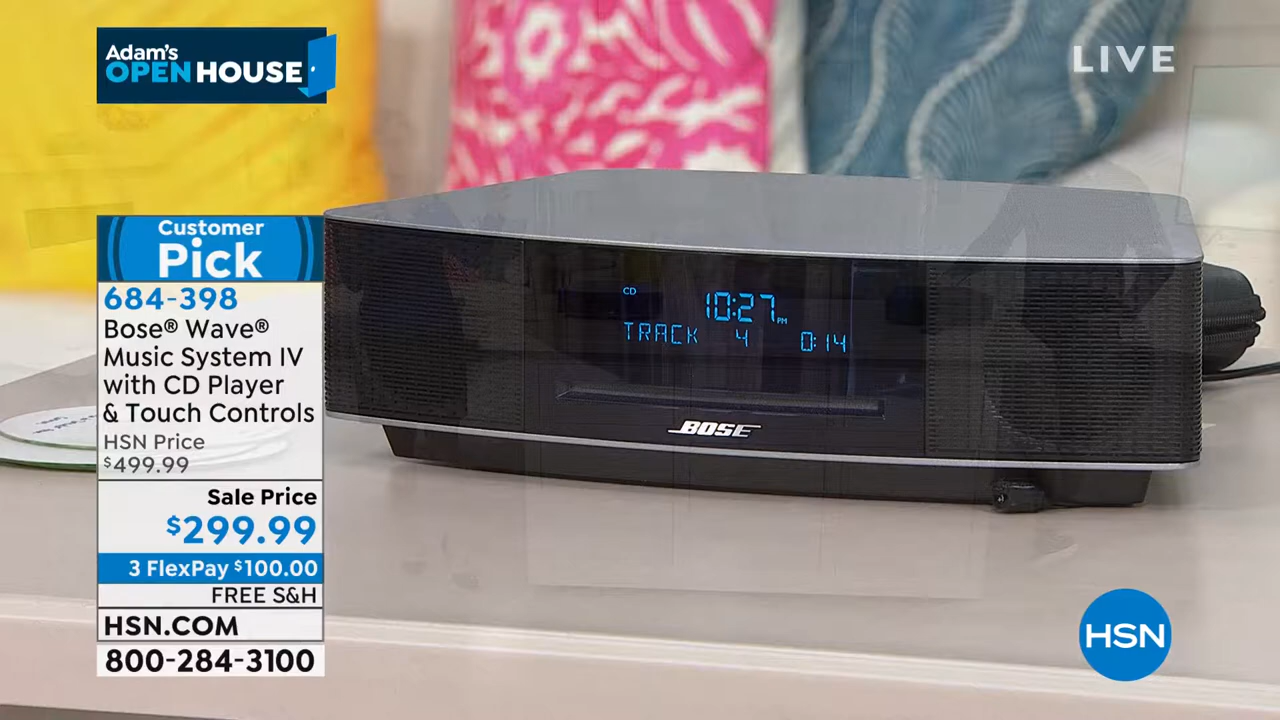 Adam's
OPEN HOUSE
LIVE
Customer
Pick
684-398
Bose® Wave®
Music System IV
with CD Player
& Touch Controls
HSN Price
$499.99
Sale Price
$299.99
3 FlexPay $100.00
FREE S&H
HSN.COM
800-284-3100
CD
10:27 PM
TRACK 4 0:14
BOSE
HSN